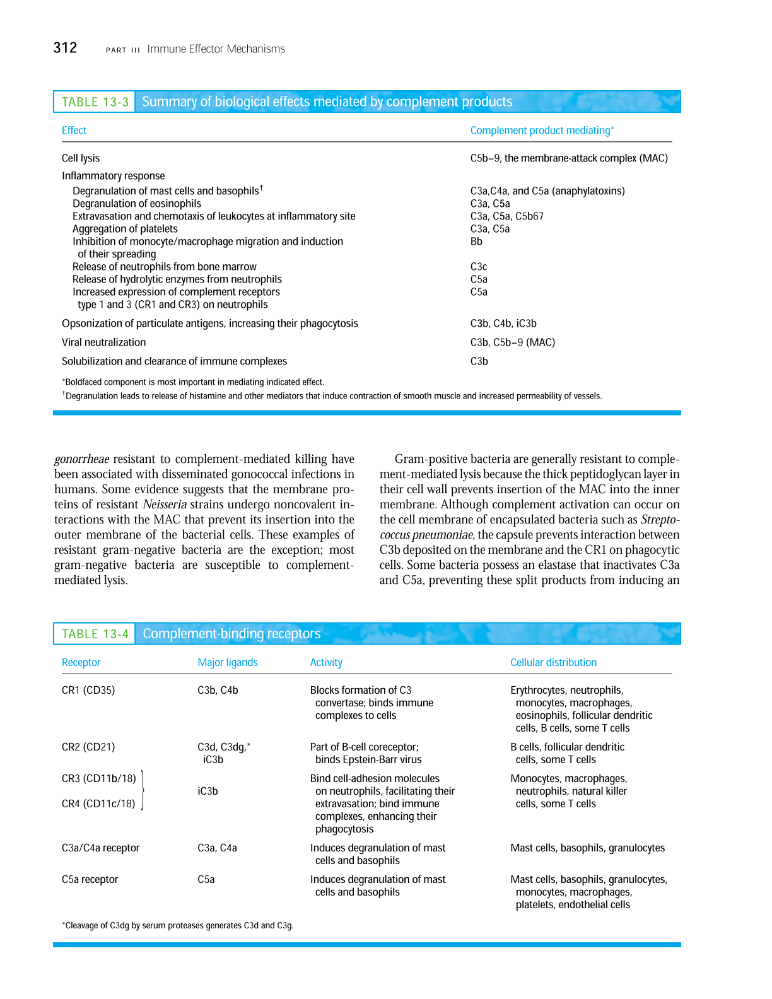 312 PART III Immune Effector Mechanisms
TABLE 13-3 Summary of biological effects mediated by complement products
Effect Complement product mediating*
Cell lysis C5b–9, the membrane-attack complex (MAC)
Inflammatory response
Degranulation of mast cells and basophils† C3a,C4a, and C5a (anaphylatoxins)
Degranulation of eosinophils C3a, C5a
Extravasation and chemotaxis of leukocytes at inflammatory site C3a, C5a, C5b67
Aggregation of platelets C3a, C5a
Inhibition of monocyte/macrophage migration and induction Bb
of their spreading
Release of neutrophils from bone marrow C3c
Release of hydrolytic enzymes from neutrophils C5a
Increased expression of complement receptors C5a
type 1 and 3 (CR1 and CR3) on neutrophils
Opsonization of particulate antigens, increasing their phagocytosis C3b, C4b, iC3b
Viral neutralization C3b, C5b–9 (MAC)
Solubilization and clearance of immune complexes C3b
*Boldfaced component is most important in mediating indicated effect.
†Degranulation leads to release of histamine and other mediators that induce contraction of smooth muscle and increased permeability of vessels.
gonorrheae resistant to complement-mediated killing have
been associated with disseminated gonococcal infections in
humans. Some evidence suggests that the membrane pro-
teins of resistant Neisseria strains undergo noncovalent in-
teractions with the MAC that prevent its insertion into the
outer membrane of the bacterial cells. These examples of
resistant gram-negative bacteria are the exception; most
gram-negative bacteria are susceptible to complement-
mediated lysis.
Gram-positive bacteria are generally resistant to comple-
ment-mediated lysis because the thick peptidoglycan layer in
their cell wall prevents insertion of the MAC into the inner
membrane. Although complement activation can occur on
the cell membrane of encapsulated bacteria such as Strepto-
coccus pneumoniae, the capsule prevents interaction between
C3b deposited on the membrane and the CR1 on phagocytic
cells. Some bacteria possess an elastase that inactivates C3a
and C5a, preventing these split products from inducing an
TABLE 13-4 Complement-binding receptors
Receptor Major ligands Activity Cellular distribution
CR1 (CD35) C3b, C4b Blocks formation of C3 Erythrocytes, neutrophils,
convertase; binds immune monocytes, macrophages,
complexes to cells eosinophils, follicular dendritic
cells, B cells, some T cells
CR2 (CD21) C3d, C3dg,* Part of B-cell coreceptor; B cells, follicular dendritic
iC3b binds Epstein-Barr virus cells, some T cells
CR3 (CD11b/18) Bind cell-adhesion molecules Monocytes, macrophages,
iC3b on neutrophils, facilitating their neutrophils, natural killer
CR4 (CD11c/18) extravasation; bind immune cells, some T cells
complexes, enhancing their
phagocytosis
C3a/C4a receptor C3a, C4a Induces degranulation of mast Mast cells, basophils, granulocytes
cells and basophils
C5a receptor C5a Induces degranulation of mast Mast cells, basophils, granulocytes,
cells and basophils monocytes, macrophages,
platelets, endothelial cells
*Cleavage of C3dg by serum proteases generates C3d and C3g.